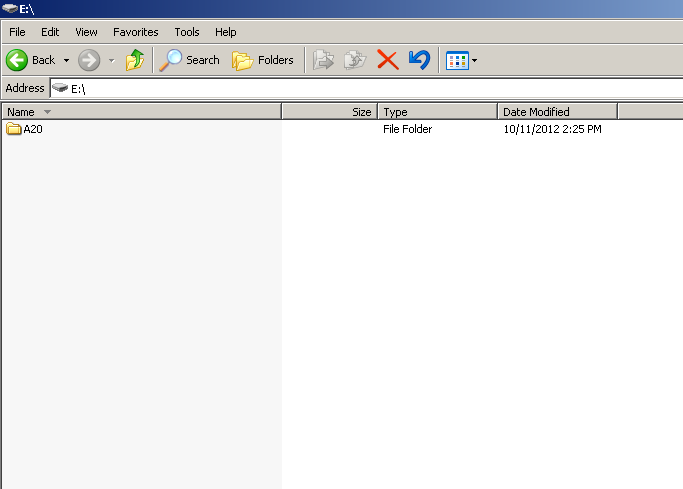 E:\
File Edit View Favorites Tools Help
Back Search Folders
Address E:\
Name Size Type Date Modified
A20 File Folder 10/11/2012 2:25 PM